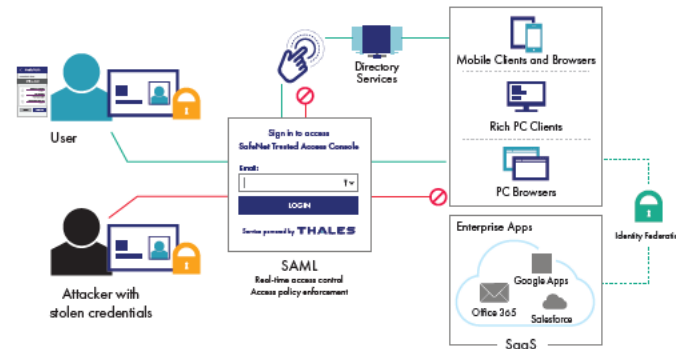 User
Attacker with
stolen credentials
Directory
Services
Sign in to access
SafeNet Trusted Access Console
Email:
LOGIN
Service powered by THALES
SAML
Real-time access control
Access policy enforcement
Mobile Clients and Browsers
Rich PC Clients
PC Browsers
Identity Federatio
Enterprise Apps
Google Apps
Office 365
Salesforce
SaaS